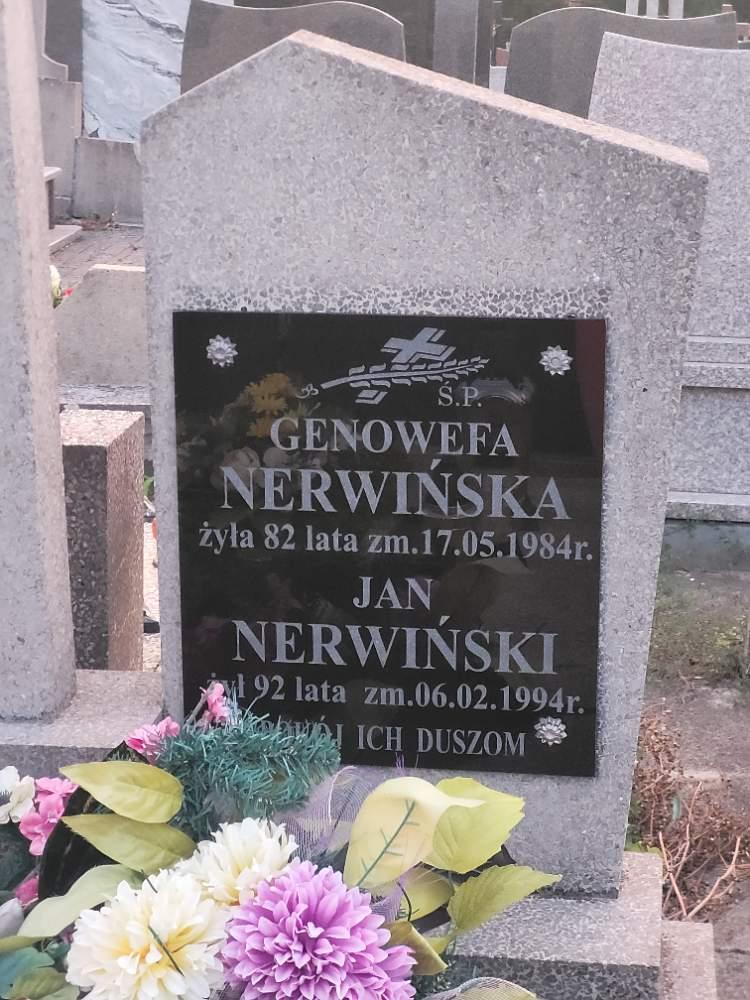 Ś.P.
GENOWEFA
NERWIŃSKA
żyła 82 lata zm.17.05.1984r.
JAN
NERWIŃSKI
żył 92 lata zm.06.02.1994r.
POKÓJ ICH DUSZOM